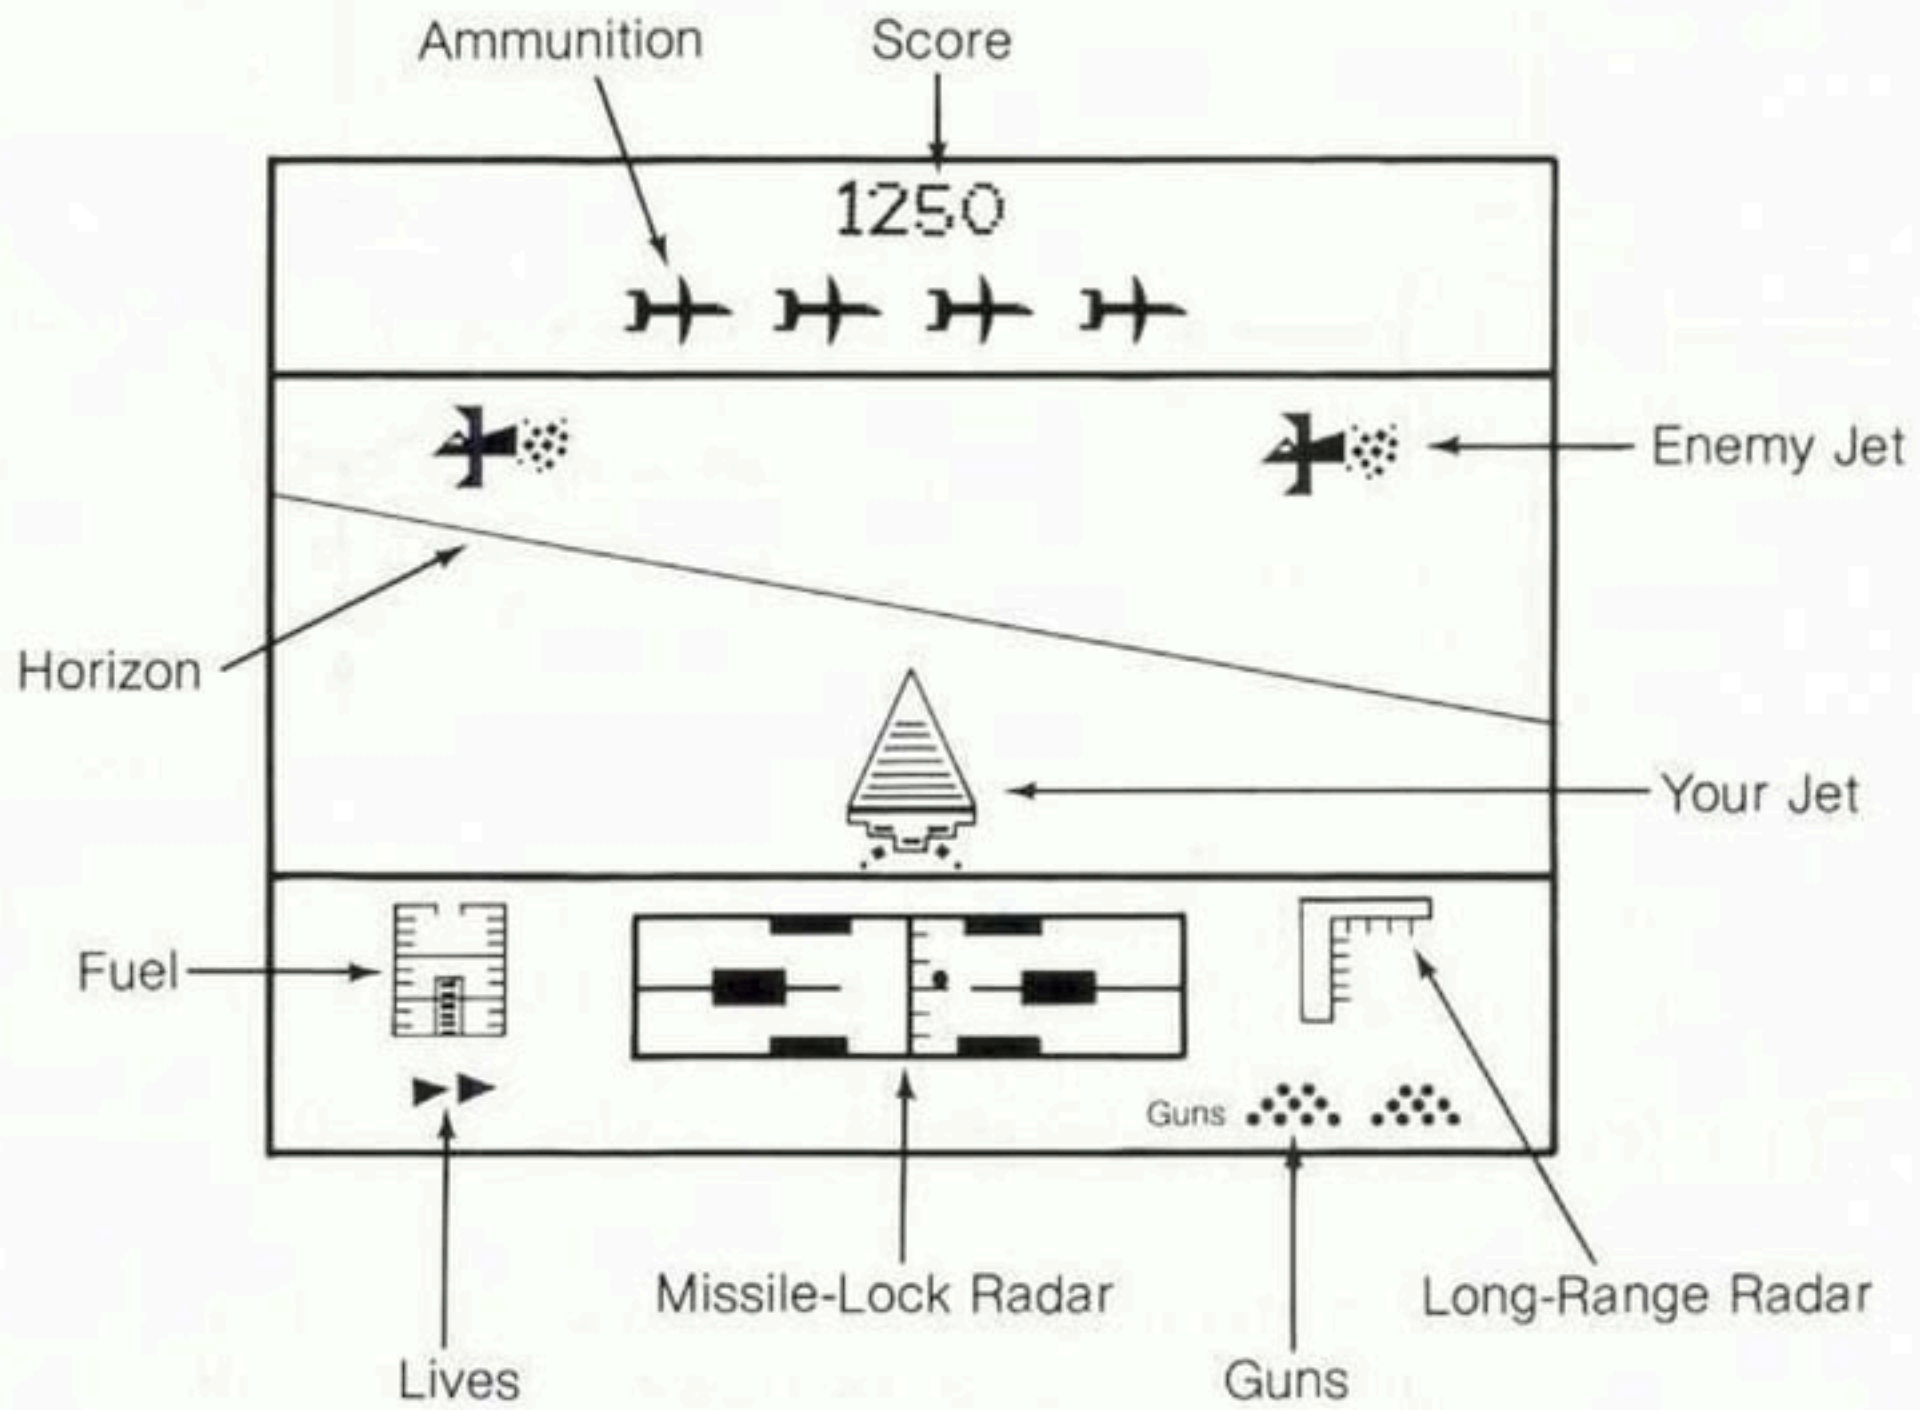 Ammunition
Score
1250
Enemy Jet
Horizon
Your Jet
Fuel
Guns
Missile-Lock Radar
Long-Range Radar
Lives
Guns